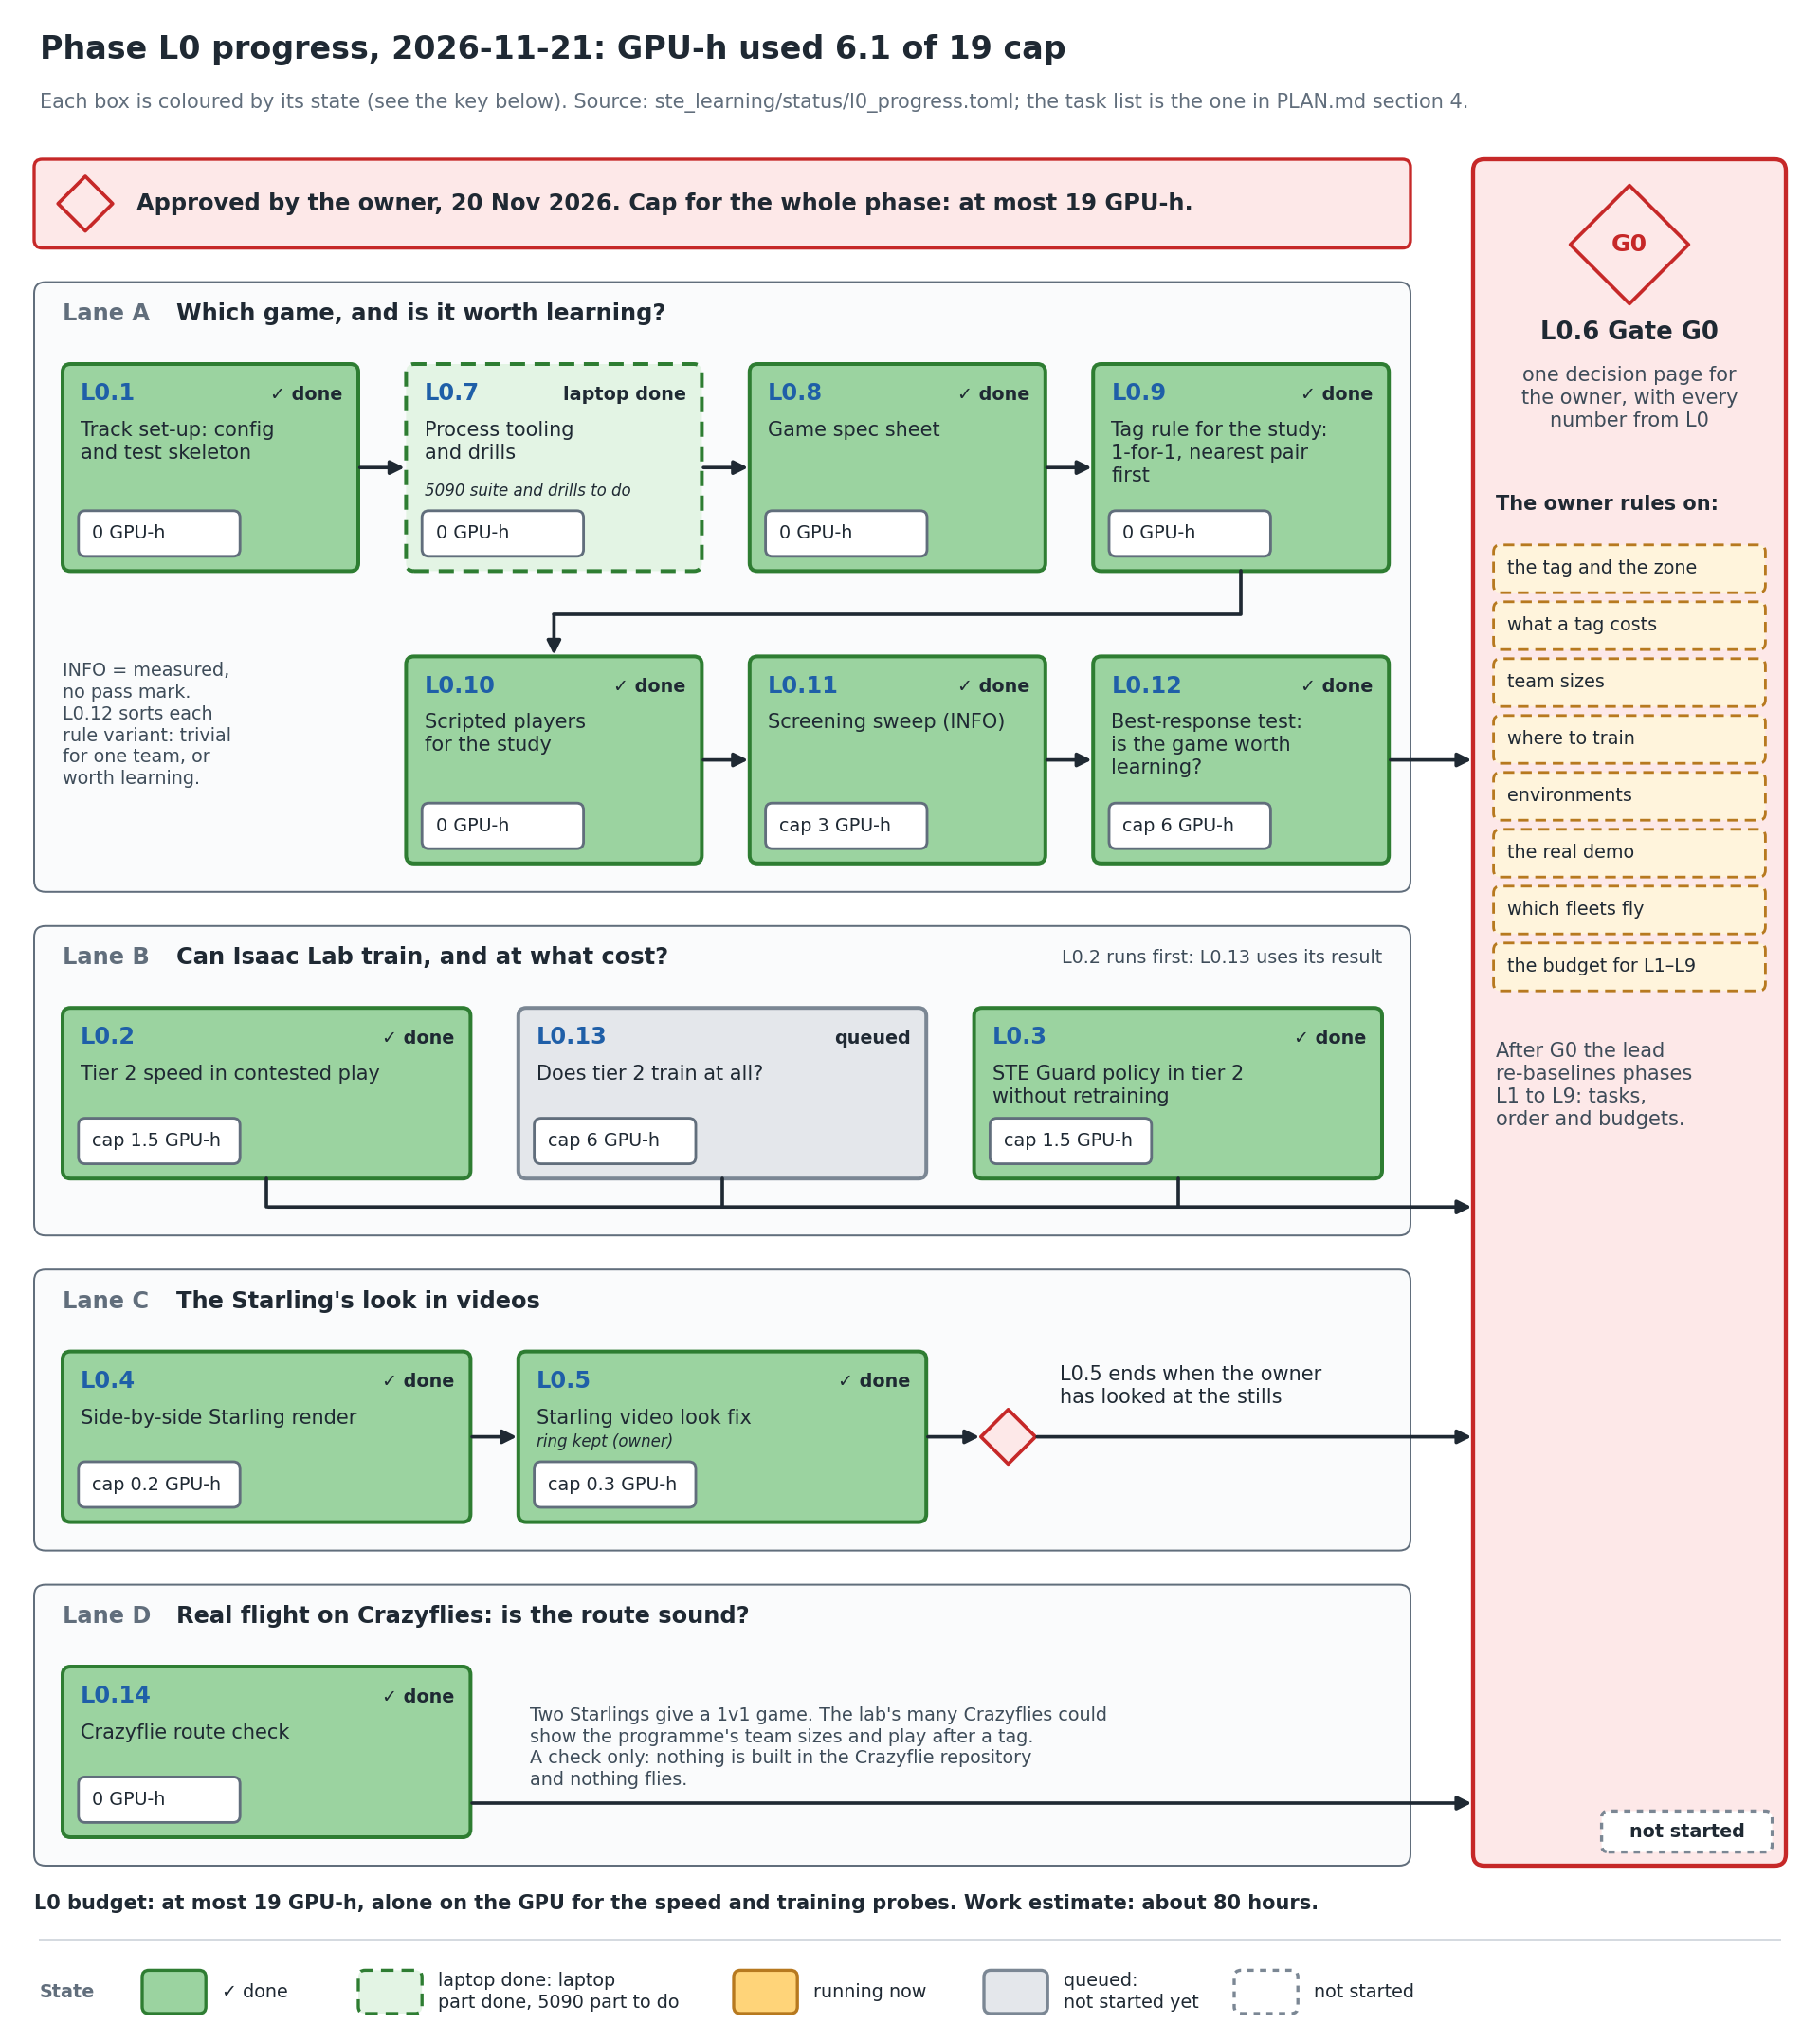 Phase L0 progress, 2026-11-21: GPU-h used 6.1 of 19 cap
Each box is coloured by its state (see the key below). Source: ste_learning/status/l0_progress.toml; the task list is the one in PLAN.md section 4.
Approved by the owner, 20 Nov 2026. Cap for the whole phase: at most 19 GPU-h.
Lane A Which game, and is it worth learning?
L0.1 ✓ done
Track set-up: config
and test skeleton
0 GPU-h
L0.7 laptop done
Process tooling
and drills
5090 suite and drills to do
0 GPU-h
L0.8 ✓ done
Game spec sheet
0 GPU-h
L0.9 ✓ done
Tag rule for the study:
1-for-1, nearest pair
first
0 GPU-h
INFO = measured,
no pass mark.
L0.12 sorts each
rule variant: trivial
for one team, or
worth learning.
L0.10 ✓ done
Scripted players
for the study
0 GPU-h
L0.11 ✓ done
Screening sweep (INFO)
cap 3 GPU-h
L0.12 ✓ done
Best-response test:
is the game worth
learning?
cap 6 GPU-h
Lane B Can Isaac Lab train, and at what cost?
L0.2 runs first: L0.13 uses its result
L0.2 ✓ done
Tier 2 speed in contested play
cap 1.5 GPU-h
L0.13 queued
Does tier 2 train at all?
cap 6 GPU-h
L0.3 ✓ done
STE Guard policy in tier 2
without retraining
cap 1.5 GPU-h
Lane C The Starling's look in videos
L0.4 ✓ done
Side-by-side Starling render
cap 0.2 GPU-h
L0.5 ✓ done
Starling video look fix
ring kept (owner)
cap 0.3 GPU-h
L0.5 ends when the owner
has looked at the stills
Lane D Real flight on Crazyflies: is the route sound?
L0.14 ✓ done
Crazyflie route check
0 GPU-h
Two Starlings give a 1v1 game. The lab's many Crazyflies could
show the programme's team sizes and play after a tag.
A check only: nothing is built in the Crazyflie repository
and nothing flies.
G0
L0.6 Gate G0
one decision page for
the owner, with every
number from L0
The owner rules on:
the tag and the zone
what a tag costs
team sizes
where to train
environments
the real demo
which fleets fly
the budget for L1–L9
After G0 the lead
re-baselines phases
L1 to L9: tasks,
order and budgets.
not started
L0 budget: at most 19 GPU-h, alone on the GPU for the speed and training probes. Work estimate: about 80 hours.
State
✓ done
laptop done: laptop
part done, 5090 part to do
running now
queued:
not started yet
not started